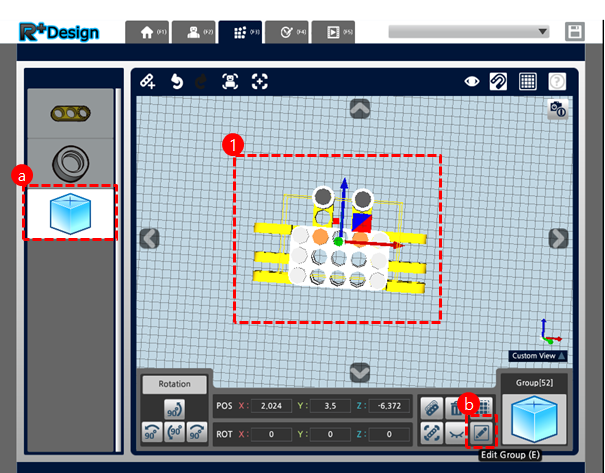 R+Design
(F1)
(F2)
(F3)
(F4)
(F5)
a
1
Custom View
Rotation
90°
90°
90°
90°
POS X: 2,024 Y: 3,5 Z: -6,372
ROT X: 0 Y: 0 Z: 0
b
Group[52]
Edit Group (E)